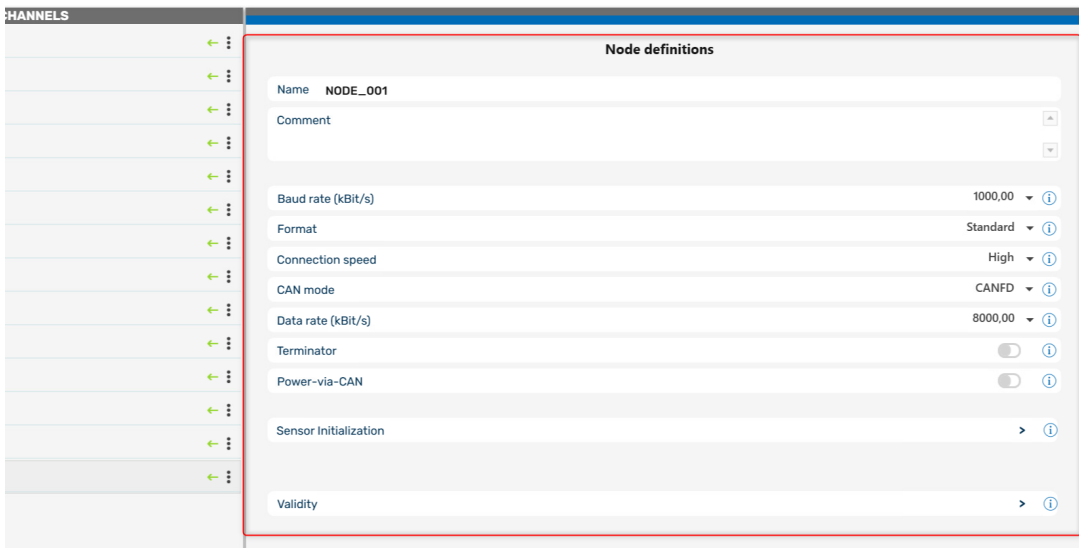 CHANNELS
Node definitions
Name NODE_001
Comment
Baud rate (kBit/s) 1000,00
Format Standard
Connection speed High
CAN mode CANFD
Data rate (kBit/s) 8000,00
Terminator
Power-via-CAN
Sensor Initialization
Validity